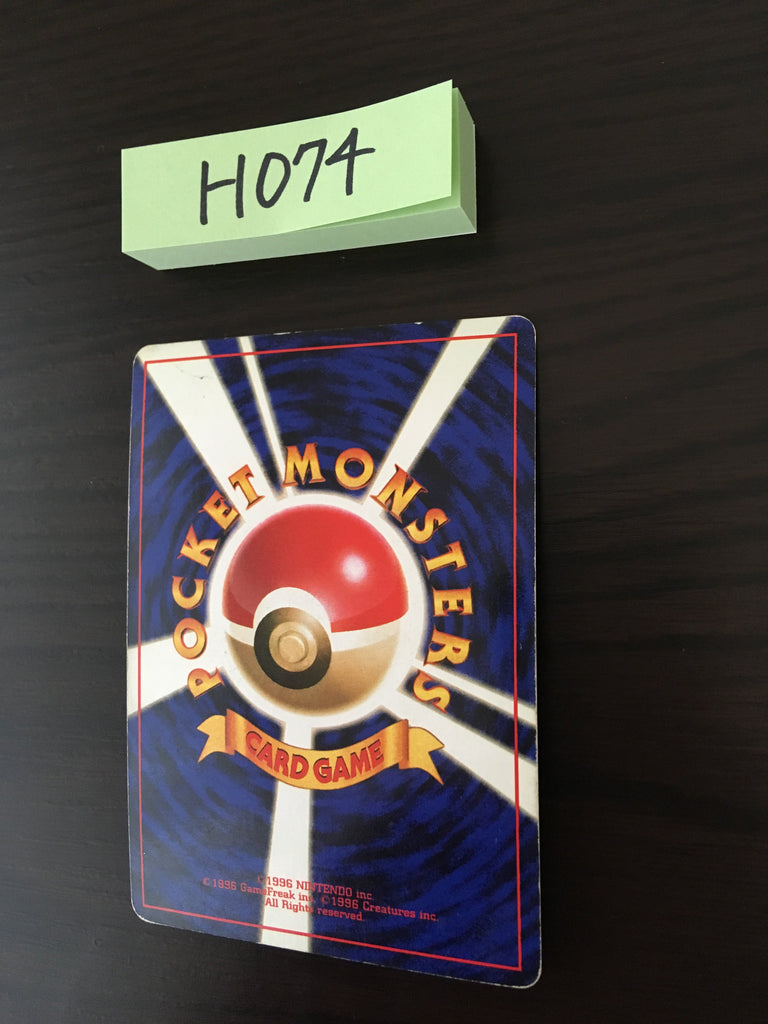 H074
POCKET MONSTERS
CARD GAME
©1996 NINTENDO inc.
©1996 GameFreak inc. ©1996 Creatures inc.
All Rights reserved.